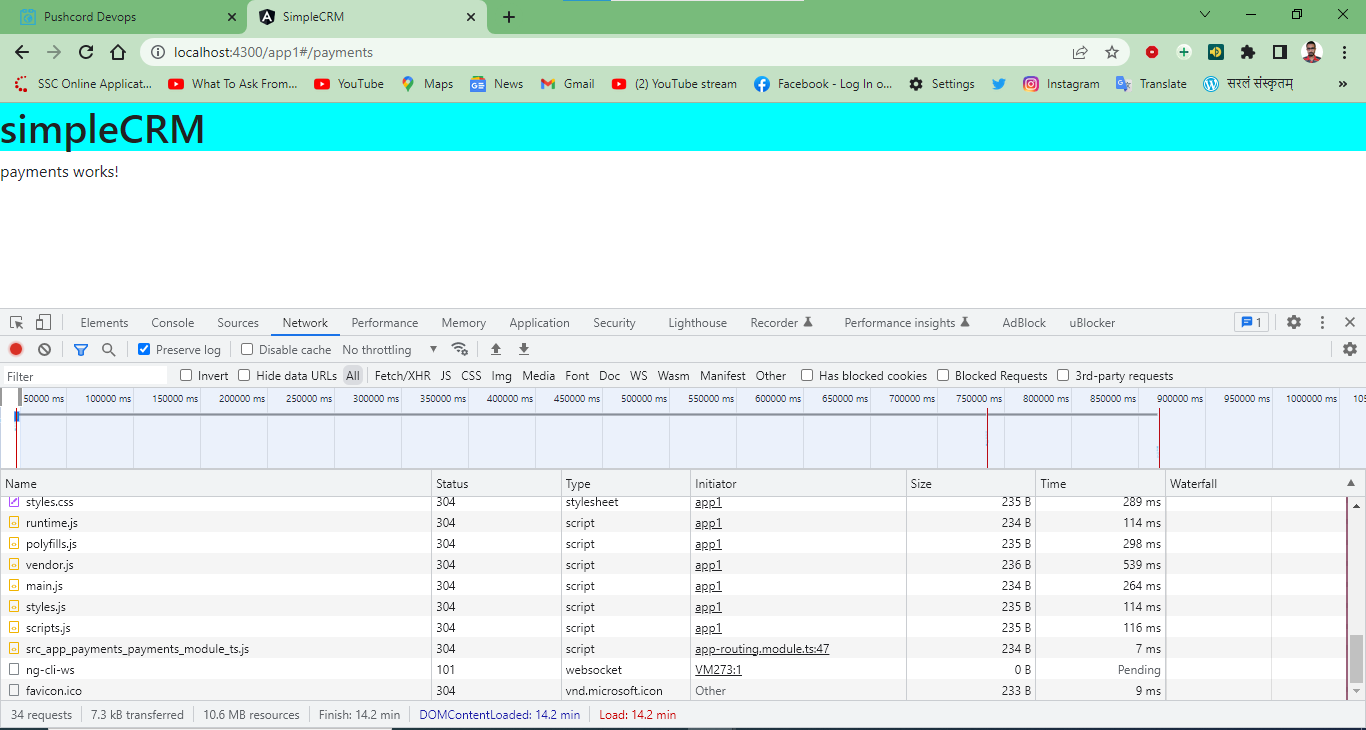 Pushcord Devops
SimpleCRM
localhost:4300/app1#/payments
SSC Online Applicat... What To Ask From... YouTube Maps News Gmail (2) YouTube stream Facebook - Log In o... Settings Instagram Translate सरलं संस्कृतम् »
simpleCRM
payments works!
Elements Console Sources Network Performance Memory Application Security Lighthouse Recorder Performance insights AdBlock uBlocker 1
Preserve log Disable cache No throttling
Filter Invert Hide data URLs All Fetch/XHR JS CSS Img Media Font Doc WS Wasm Manifest Other Has blocked cookies Blocked Requests 3rd-party requests
50000 ms 100000 ms 150000 ms 200000 ms 250000 ms 300000 ms 350000 ms 400000 ms 450000 ms 500000 ms 550000 ms 600000 ms 650000 ms 700000 ms 750000 ms 800000 ms 850000 ms 900000 ms 950000 ms 1000000 ms 105
Name Status Type Initiator Size Time Waterfall
styles.css 304 stylesheet app1 235 B 289 ms
runtime.js 304 script app1 234 B 114 ms
polyfills.js 304 script app1 235 B 298 ms
vendor.js 304 script app1 236 B 539 ms
main.js 304 script app1 234 B 264 ms
styles.js 304 script app1 235 B 114 ms
scripts.js 304 script app1 235 B 116 ms
src_app_payments_payments_module_ts.js 304 script app-routing.module.ts:47 234 B 7 ms
ng-cli-ws 101 websocket VM273:1 0 B Pending
favicon.ico 304 vnd.microsoft.icon Other 233 B 9 ms
34 requests 7.3 kB transferred 10.6 MB resources Finish: 14.2 min DOMContentLoaded: 14.2 min Load: 14.2 min